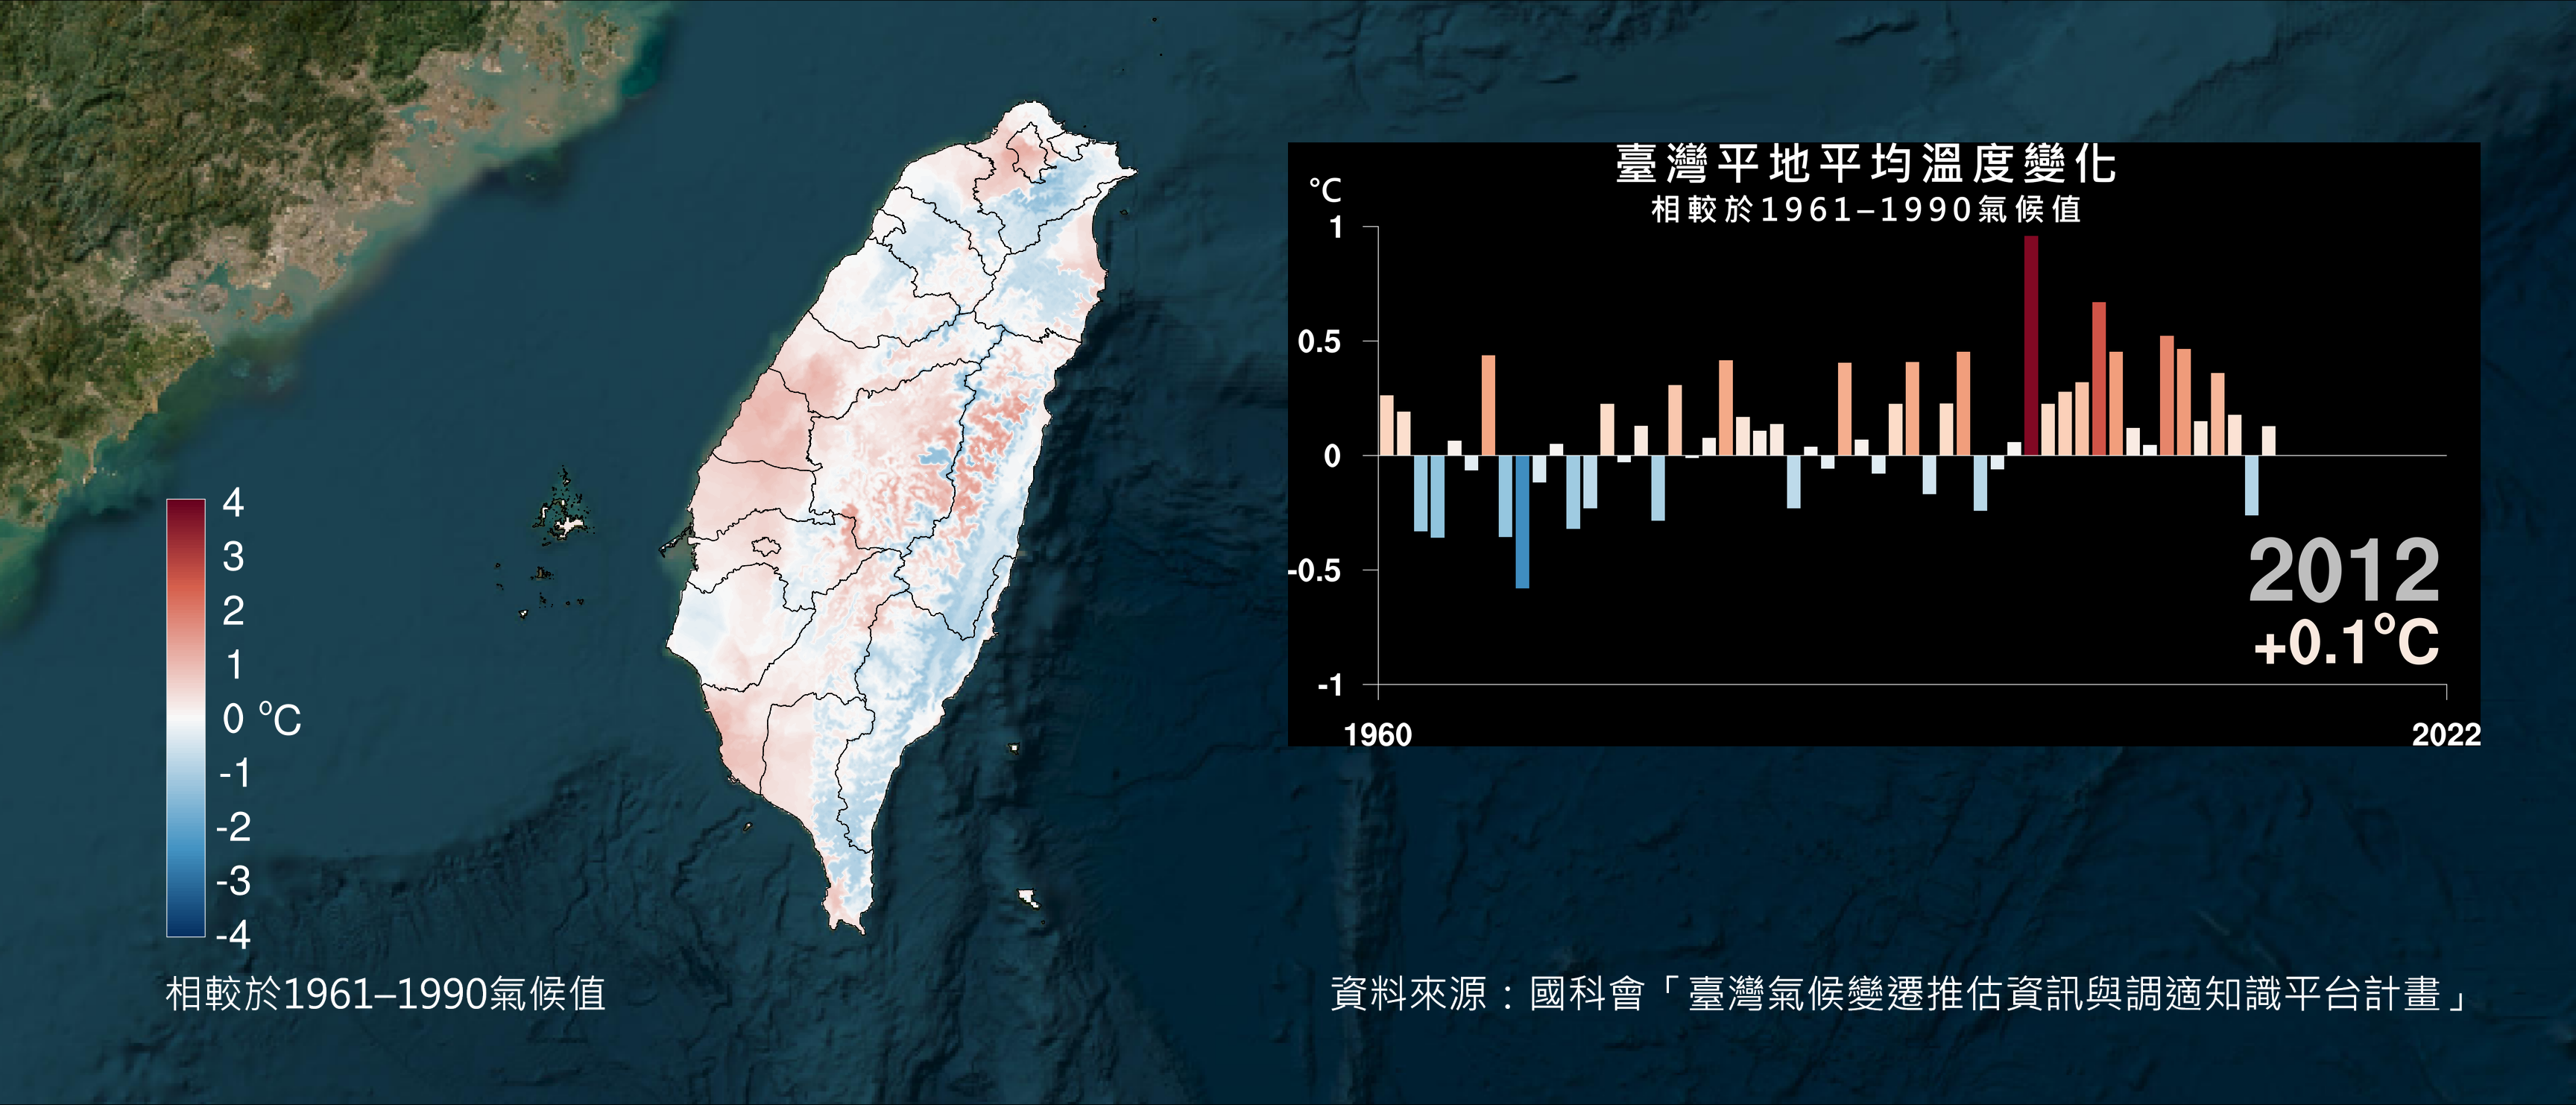 臺灣平地平均溫度變化
相較於1961–1990氣候值
°C
1
0.5
0
-0.5
-1
1960
2022
2012
+0.1°C
4
3
2
1
0 °C
-1
-2
-3
-4
相較於1961–1990氣候值
資料來源：國科會「臺灣氣候變遷推估資訊與調適知識平台計畫」